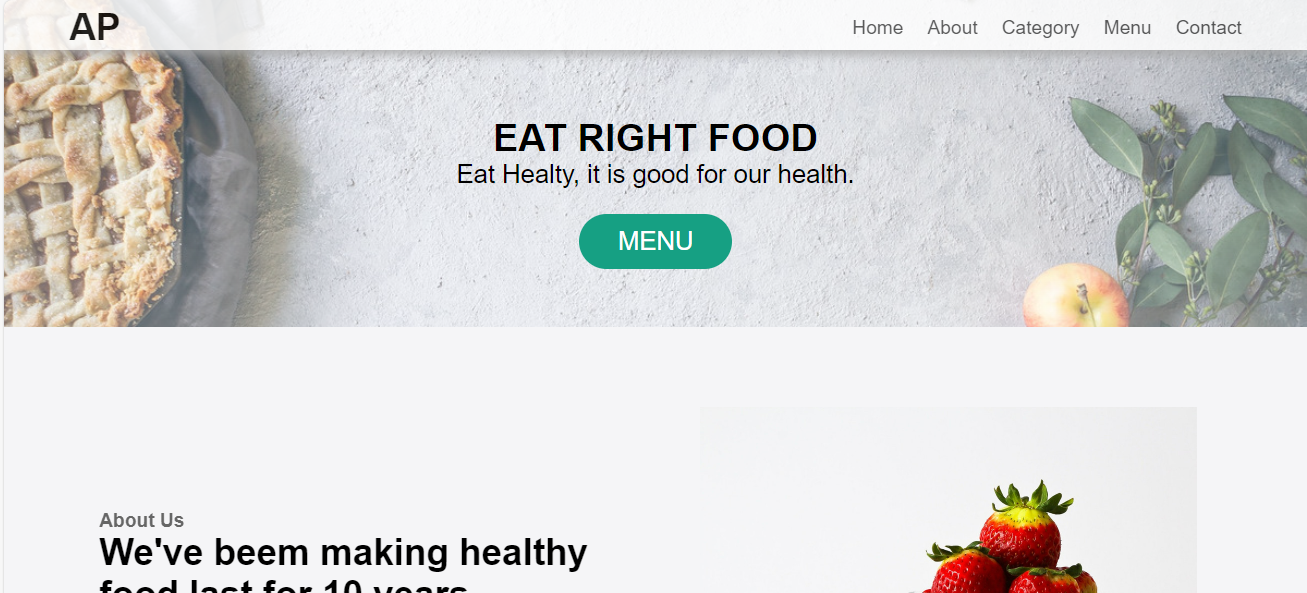 AP
Home About Category Menu Contact
EAT RIGHT FOOD
Eat Healty, it is good for our health.
MENU
About Us
We've beem making healthy
food last for 10 years